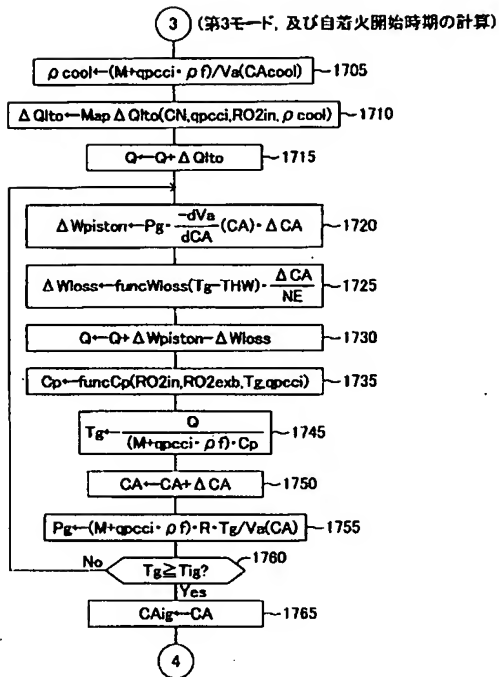 3 (第3モード, 及び自着火開始時期の計算)
ρcool←(M+qpcci・ρf)/Va(CAcool) 1705
ΔQlto←MapΔQlto(CN,qpcci,RO2in,ρcool) 1710
Q←Q+ΔQlto 1715
ΔWpiston←Pg・-dVa/dCA(CA)・ΔCA 1720
ΔWloss←funcWloss(Tg-THW)・ΔCA/NE 1725
Q←Q+ΔWpiston-ΔWloss 1730
Cp←funcCp(RO2in,RO2exb,Tg,qpcci) 1735
Tg←Q/(M+qpcci・ρf)・Cp 1745
CA←CA+ΔCA 1750
Pg←(M+qpcci・ρf)・R・Tg/Va(CA) 1755
No Tg≧Tig? 1760
Yes
CAig←CA 1765
4